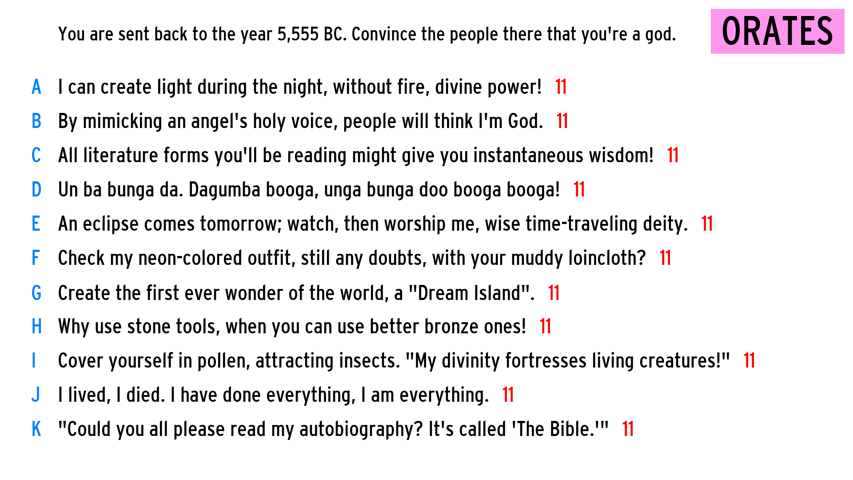 You are sent back to the year 5,555 BC. Convince the people there that you're a god.
ORATES
A I can create light during the night, without fire, divine power! 11
B By mimicking an angel's holy voice, people will think I'm God. 11
C All literature forms you'll be reading might give you instantaneous wisdom! 11
D Un ba bunga da. Dagumba booga, unga bunga doo booga booga! 11
E An eclipse comes tomorrow; watch, then worship me, wise time-traveling deity. 11
F Check my neon-colored outfit, still any doubts, with your muddy loincloth? 11
G Create the first ever wonder of the world, a "Dream Island". 11
H Why use stone tools, when you can use better bronze ones! 11
I Cover yourself in pollen, attracting insects. "My divinity fortresses living creatures!" 11
J I lived, I died. I have done everything, I am everything. 11
K "Could you all please read my autobiography? It's called 'The Bible.'" 11